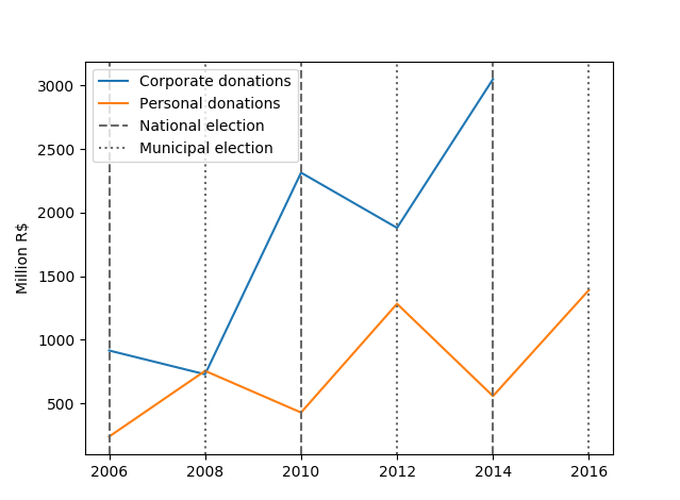 Corporate donations
Personal donations
National election
Municipal election
Million R$
3000
2500
2000
1500
1000
500
2006 2008 2010 2012 2014 2016